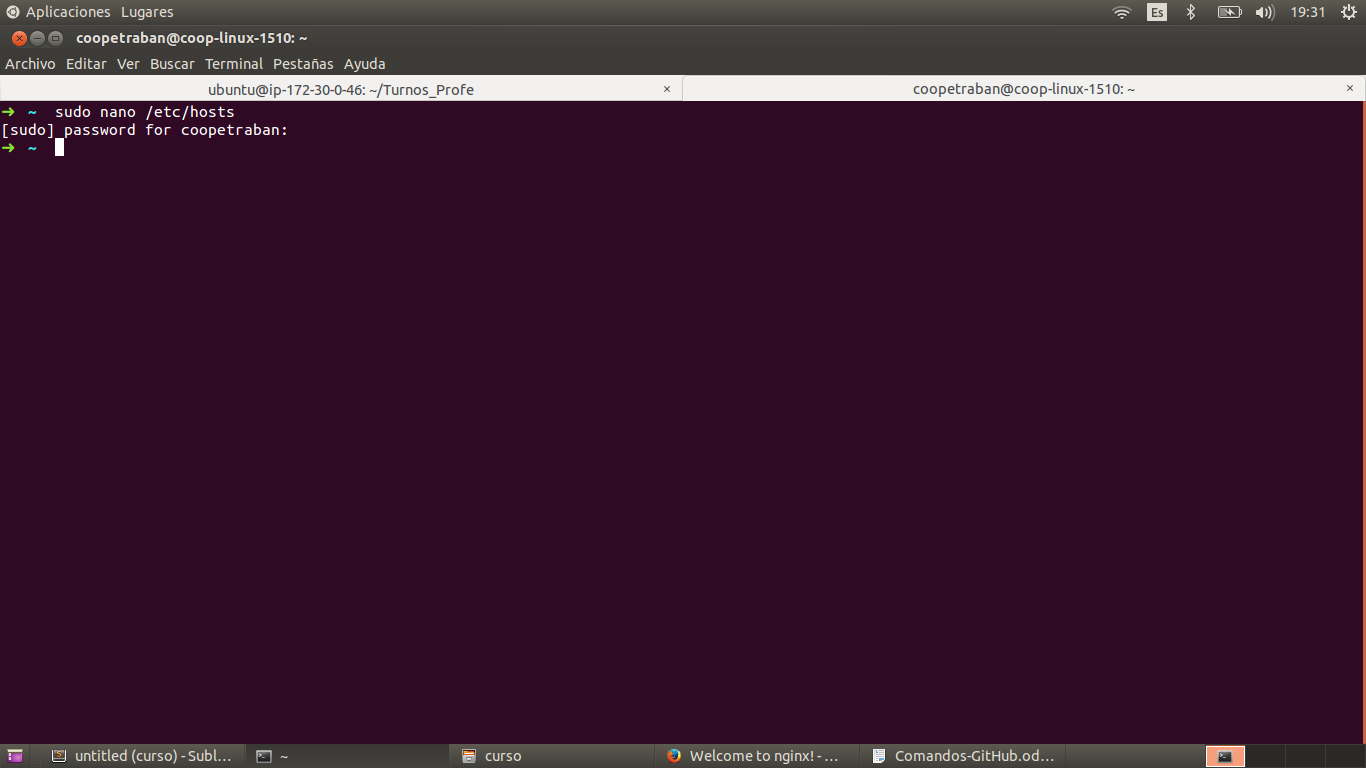 Aplicaciones Lugares Es 19:31
coopetraban@coop-linux-1510: ~
Archivo Editar Ver Buscar Terminal Pestañas Ayuda
ubuntu@ip-172-30-0-46: ~/Turnos_Profe × coopetraban@coop-linux-1510: ~ ×
➜ ~ sudo nano /etc/hosts
[sudo] password for coopetraban:
➜ ~
untitled (curso) - Subl... ~ curso Welcome to nginx! - ... Comandos-GitHub.od...